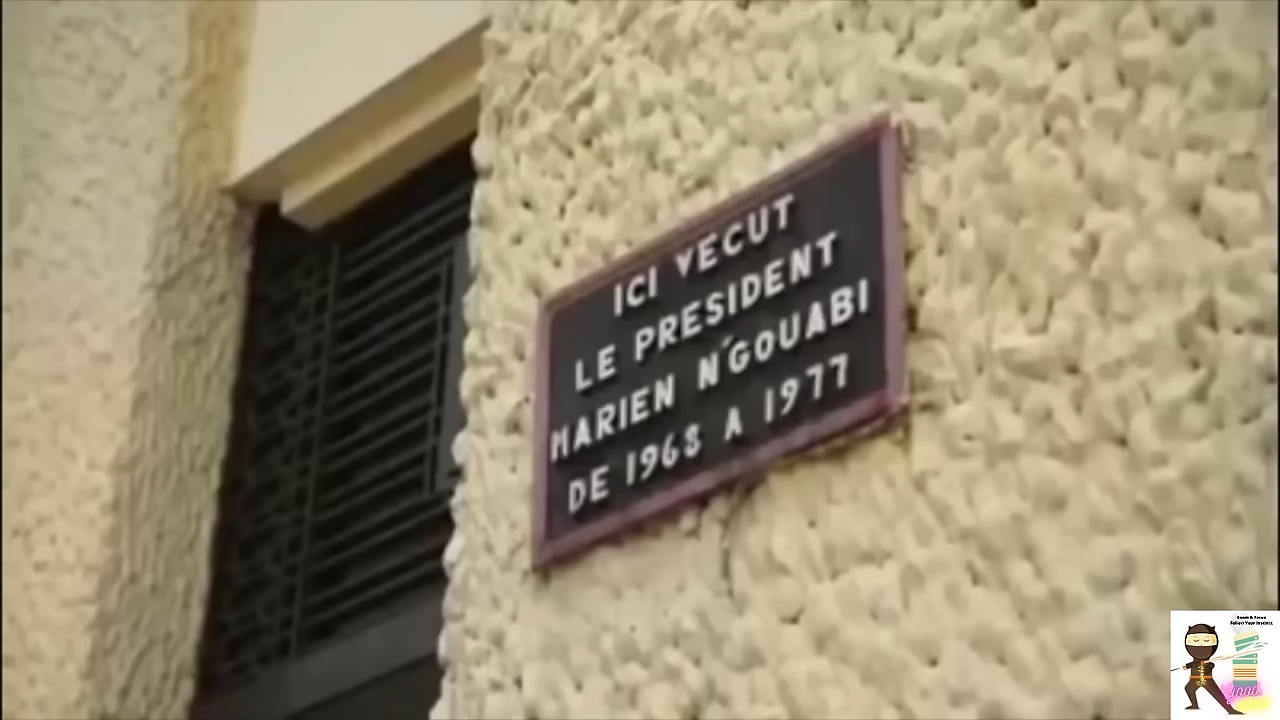 ICI VECUT
LE PRESIDENT
MARIEN N'GOUABI
DE 1968 A 1977